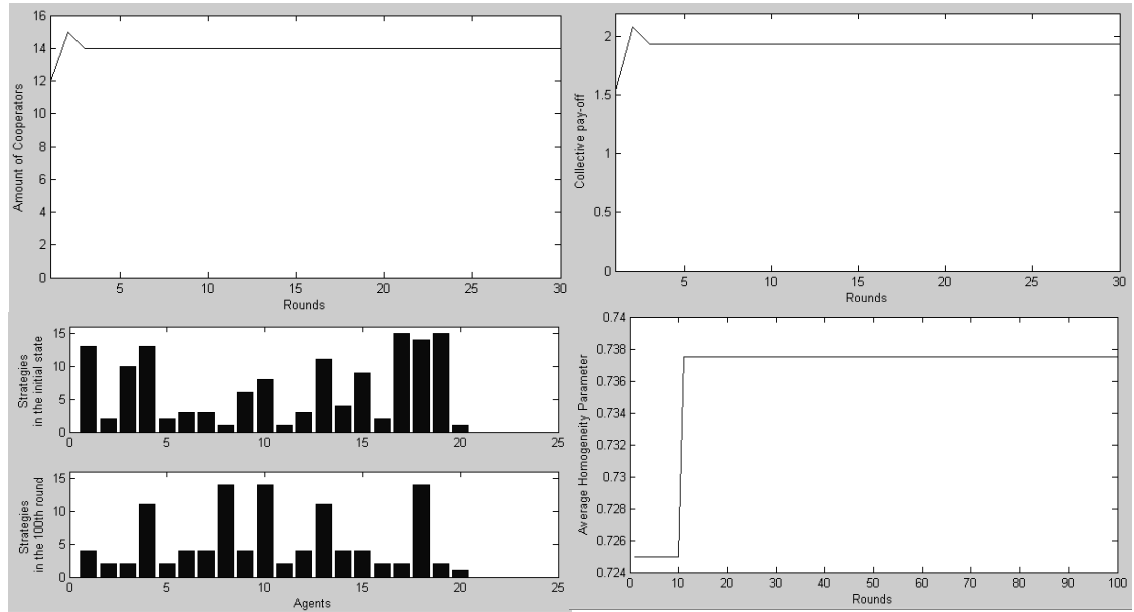 16
14
12
10
8
6
4
2
0
Amount of Cooperators
5 10 15 20 25 30
Rounds
2
1.5
1
0.5
0
Collective pay-off
5 10 15 20 25 30
Rounds
15
10
5
0
Strategies
in the initial state
0 5 10 15 20 25
15
10
5
0
Strategies
in the 100th round
0 5 10 15 20 25
Agents
0.74
0.738
0.736
0.734
0.732
0.73
0.728
0.726
0.724
Average Homogeneity Parameter
0 10 20 30 40 50 60 70 80 90 100
Rounds